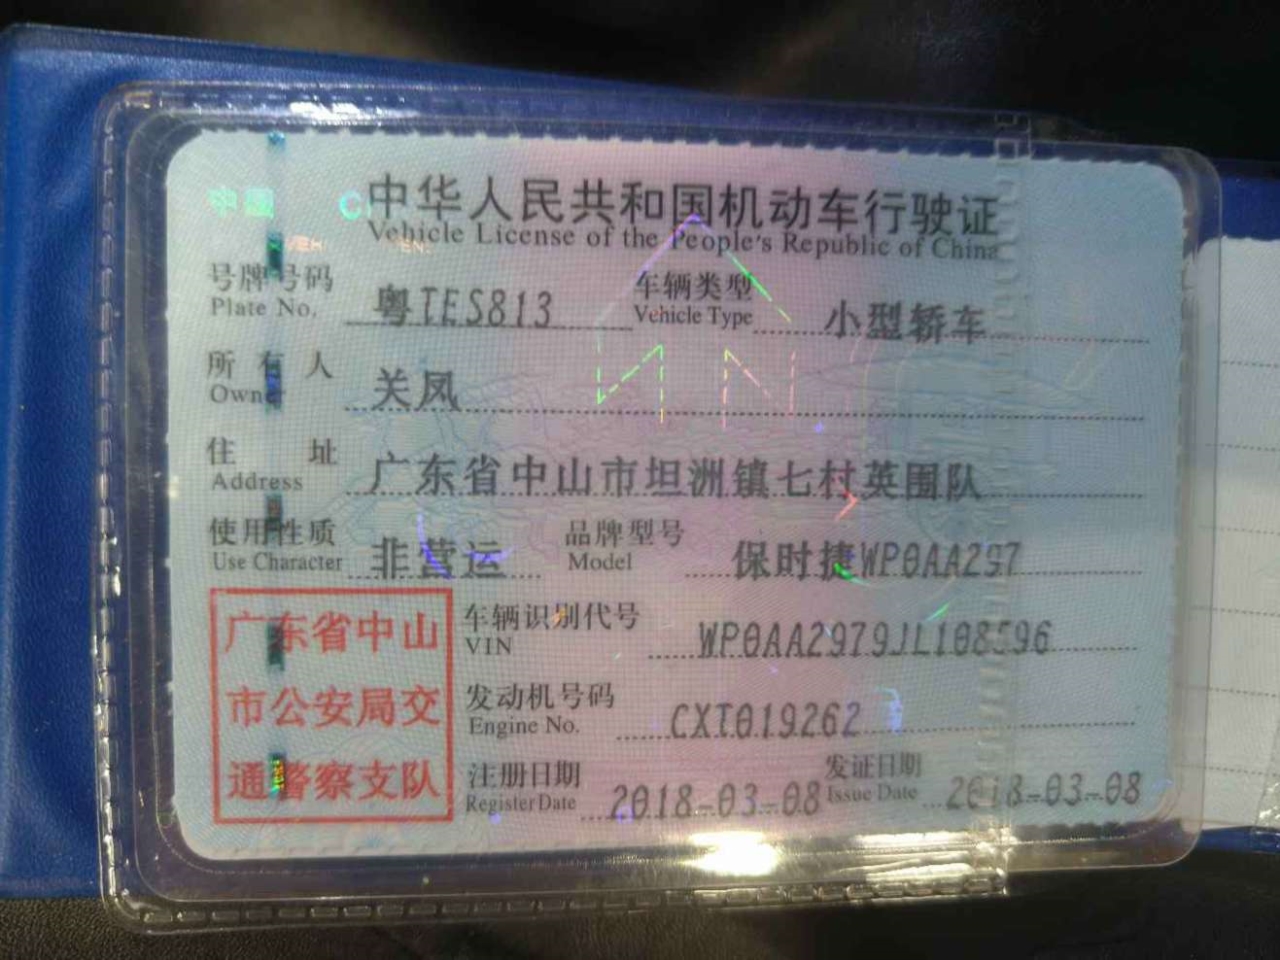 中国
中华人民共和国机动车行驶证
Vehicle License of the People's Republic of China
号牌号码 粤TES813 车辆类型 小型轿车
Plate No. Vehicle Type
所有人 关凤
Owner
住址 广东省中山市坦洲镇七村英围队
Address
使用性质 非营运 品牌型号 保时捷WP0AA297
Use Character Model
车辆识别代号 WP0AA2979JL108596
VIN
发动机号码 CXT019262
Engine No.
注册日期 2018-03-08 发证日期 2018-03-08
Register Date Issue Date
广东省中山
市公安局交
通警察支队